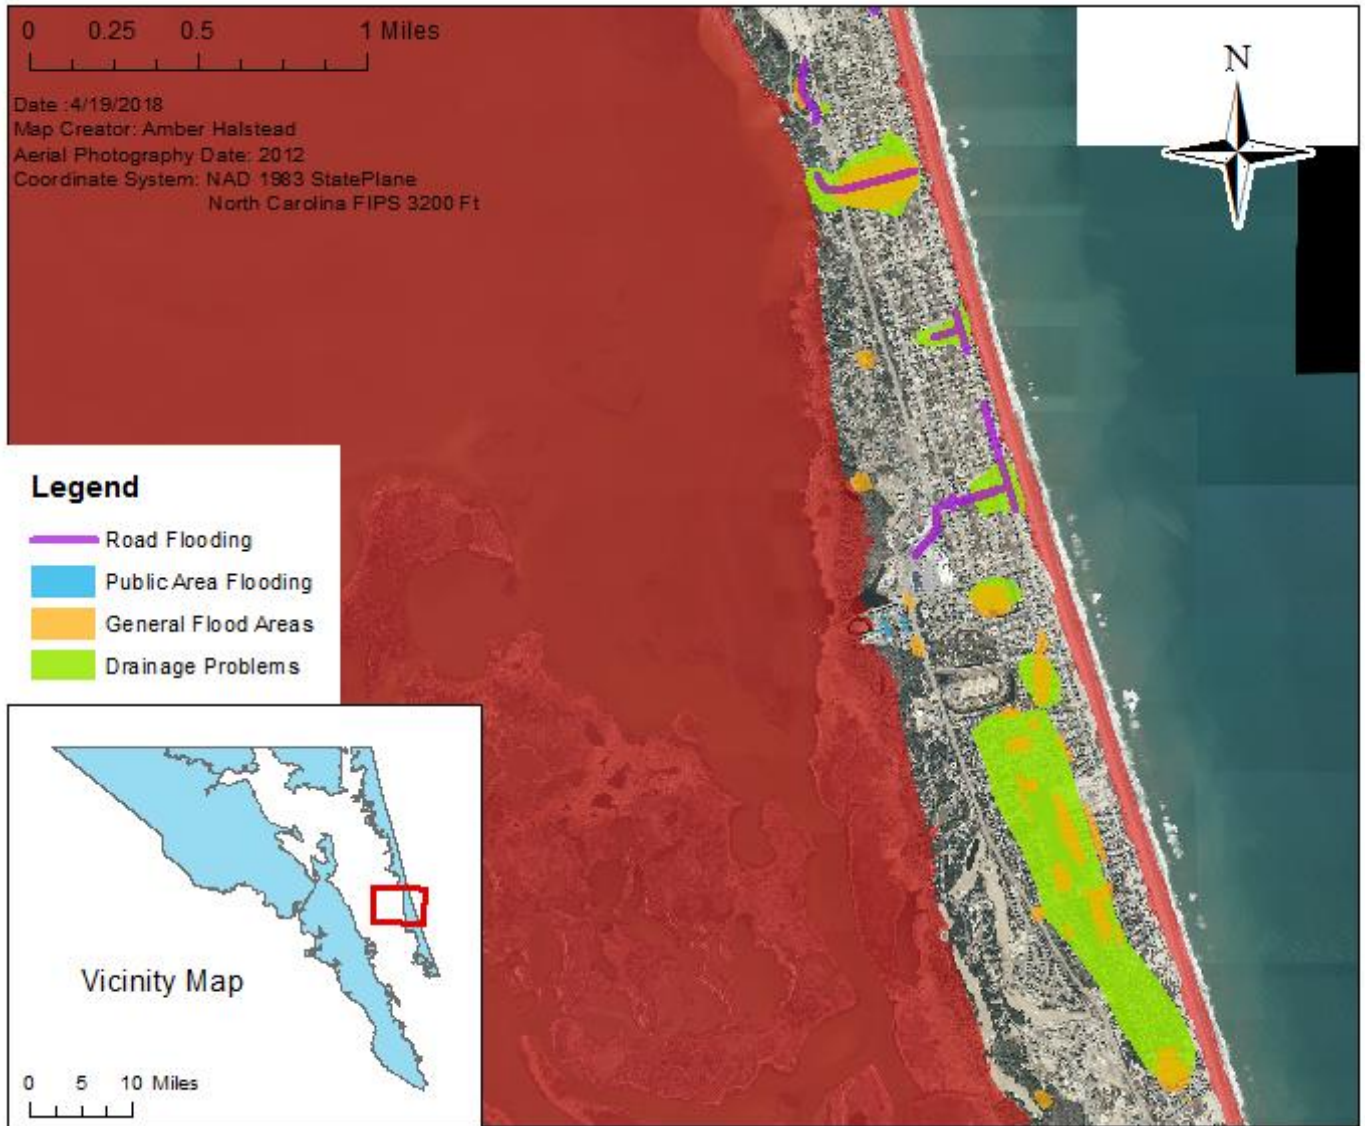 0 0.25 0.5 1 Miles
Date :4/19/2018
Map Creator: Amber Halstead
Aerial Photography Date: 2012
Coordinate System: NAD 1983 StatePlane
North Carolina FIPS 3200 Ft
N
Legend
Road Flooding
Public Area Flooding
General Flood Areas
Drainage Problems
Vicinity Map
0 5 10 Miles